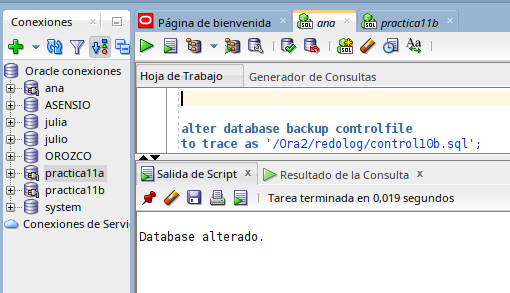 Conexiones
Página de bienvenida
ana
practica11b
Oracle conexiones
ana
ASENSIO
julia
julio
OROZCO
practica11a
practica11b
system
Conexiones de Servi
Hoja de Trabajo
Generador de Consultas
alter database backup controlfile
to trace as '/Ora2/redolog/control10b.sql';
Salida de Script
Resultado de la Consulta
Tarea terminada en 0,019 segundos
Database alterado.